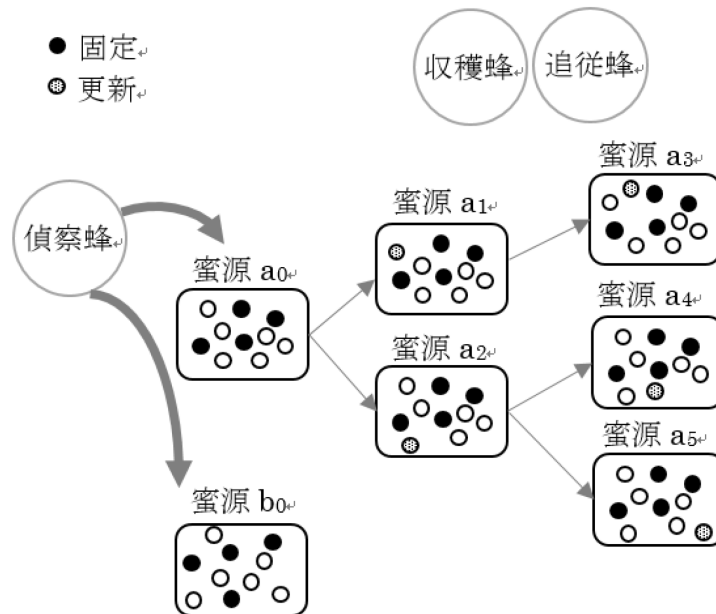 固定
更新
収穫蜂
追従蜂
偵察蜂
蜜源 a0
蜜源 a1
蜜源 a2
蜜源 a3
蜜源 a4
蜜源 a5
蜜源 b0